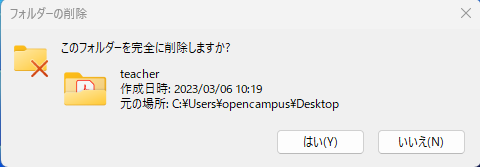 フォルダーの削除
このフォルダーを完全に削除しますか?
teacher
作成日時: 2023/03/06 10:19
元の場所: C:¥Users¥opencampus¥Desktop
はい(Y)
いいえ(N)